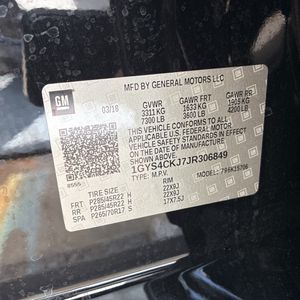 MFD BY GENERAL MOTORS LLC
GM
03/18
GVWR GAWR FRT GAWR RR
3311 KG 1633 KG 1905 KG
7300 LB 3600 LB 4200 LB
THIS VEHICLE CONFORMS TO ALL
APPLICABLE U.S. FEDERAL MOTOR
VEHICLE SAFETY
STANDARDS IN EFFECT ON THE DATE OF
MANUFACTURE SHOWN ABOVE.
1GYS4CKJ7JR306849
TYPE: M.P.V.
TIRE SIZE RIM
FRT P285/45R22 H 22X9J
RR P285/45R22 H 22X9J
SPA P265/70R17 S 17X7.5J